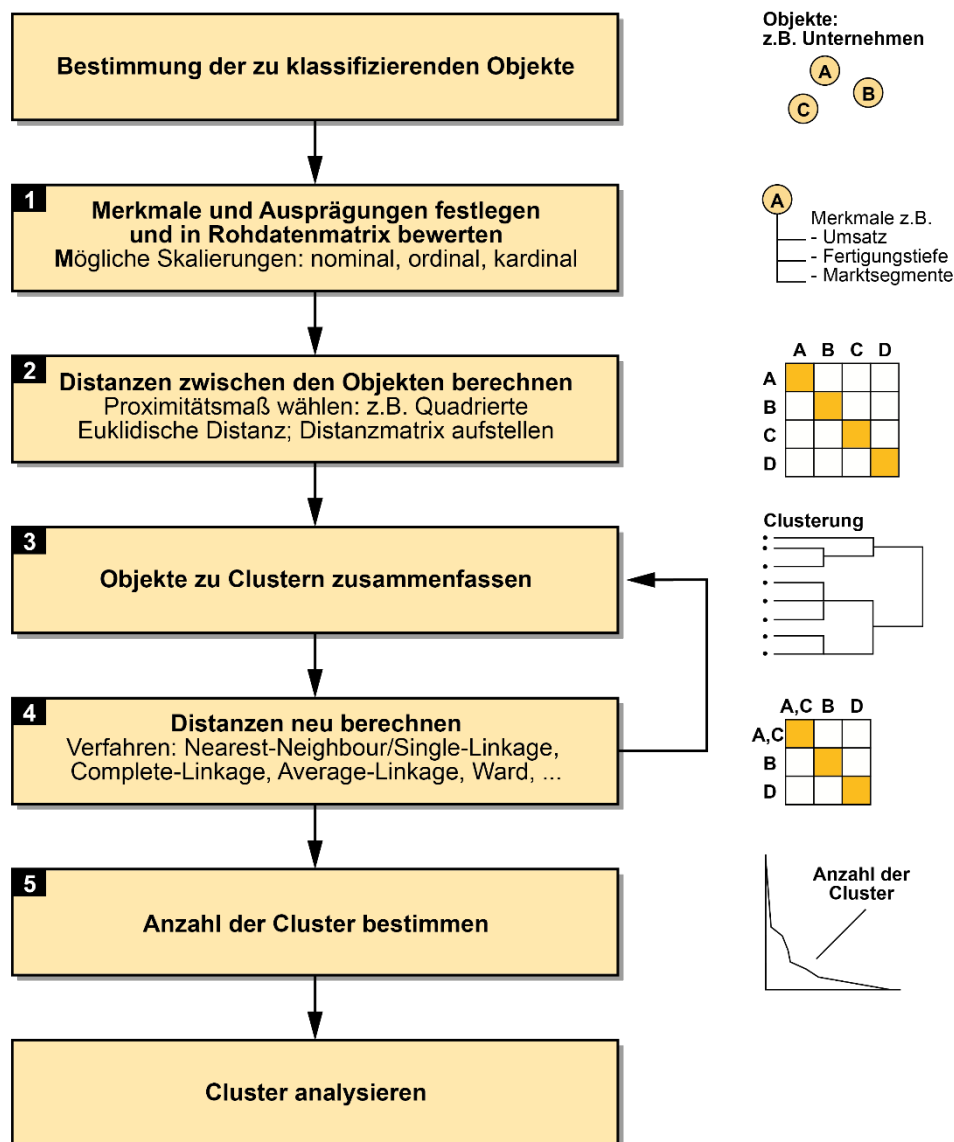 Bestimmung der zu klassifizierenden Objekte
Objekte:
z.B. Unternehmen
A
B
C
1
Merkmale und Ausprägungen festlegen
und in Rohdatenmatrix bewerten
Mögliche Skalierungen: nominal, ordinal, kardinal
A
Merkmale z.B.
- Umsatz
- Fertigungstiefe
- Marktsegmente
2
Distanzen zwischen den Objekten berechnen
Proximitätsmaß wählen: z.B. Quadrierte
Euklidische Distanz; Distanzmatrix aufstellen
A B C D
A
B
C
D
3
Objekte zu Clustern zusammenfassen
Clusterung
4
Distanzen neu berechnen
Verfahren: Nearest-Neighbour/Single-Linkage,
Complete-Linkage, Average-Linkage, Ward, ...
A,C B D
A,C
B
D
5
Anzahl der Cluster bestimmen
Anzahl der
Cluster
Cluster analysieren